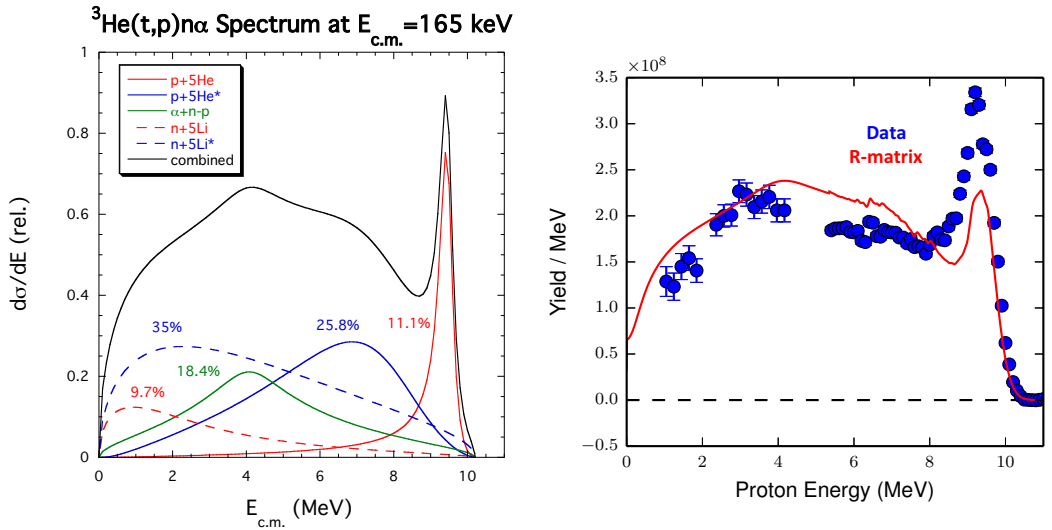 ³He(t,p)nα Spectrum at E_c.m.=165 keV
1
0.8
0.6
0.4
0.2
0
dσ/dE (rel.)
p+5He
p+5He*
α+n-p
n+5Li
n+5Li*
combined
35%
25.8%
11.1%
18.4%
9.7%
0 2 4 6 8 10
E_c.m. (MeV)
×10⁸
3.5
3.0
2.5
2.0
1.5
1.0
0.5
0.0
−0.5
Yield / MeV
Data
R-matrix
0 2 4 6 8 10
Proton Energy (MeV)